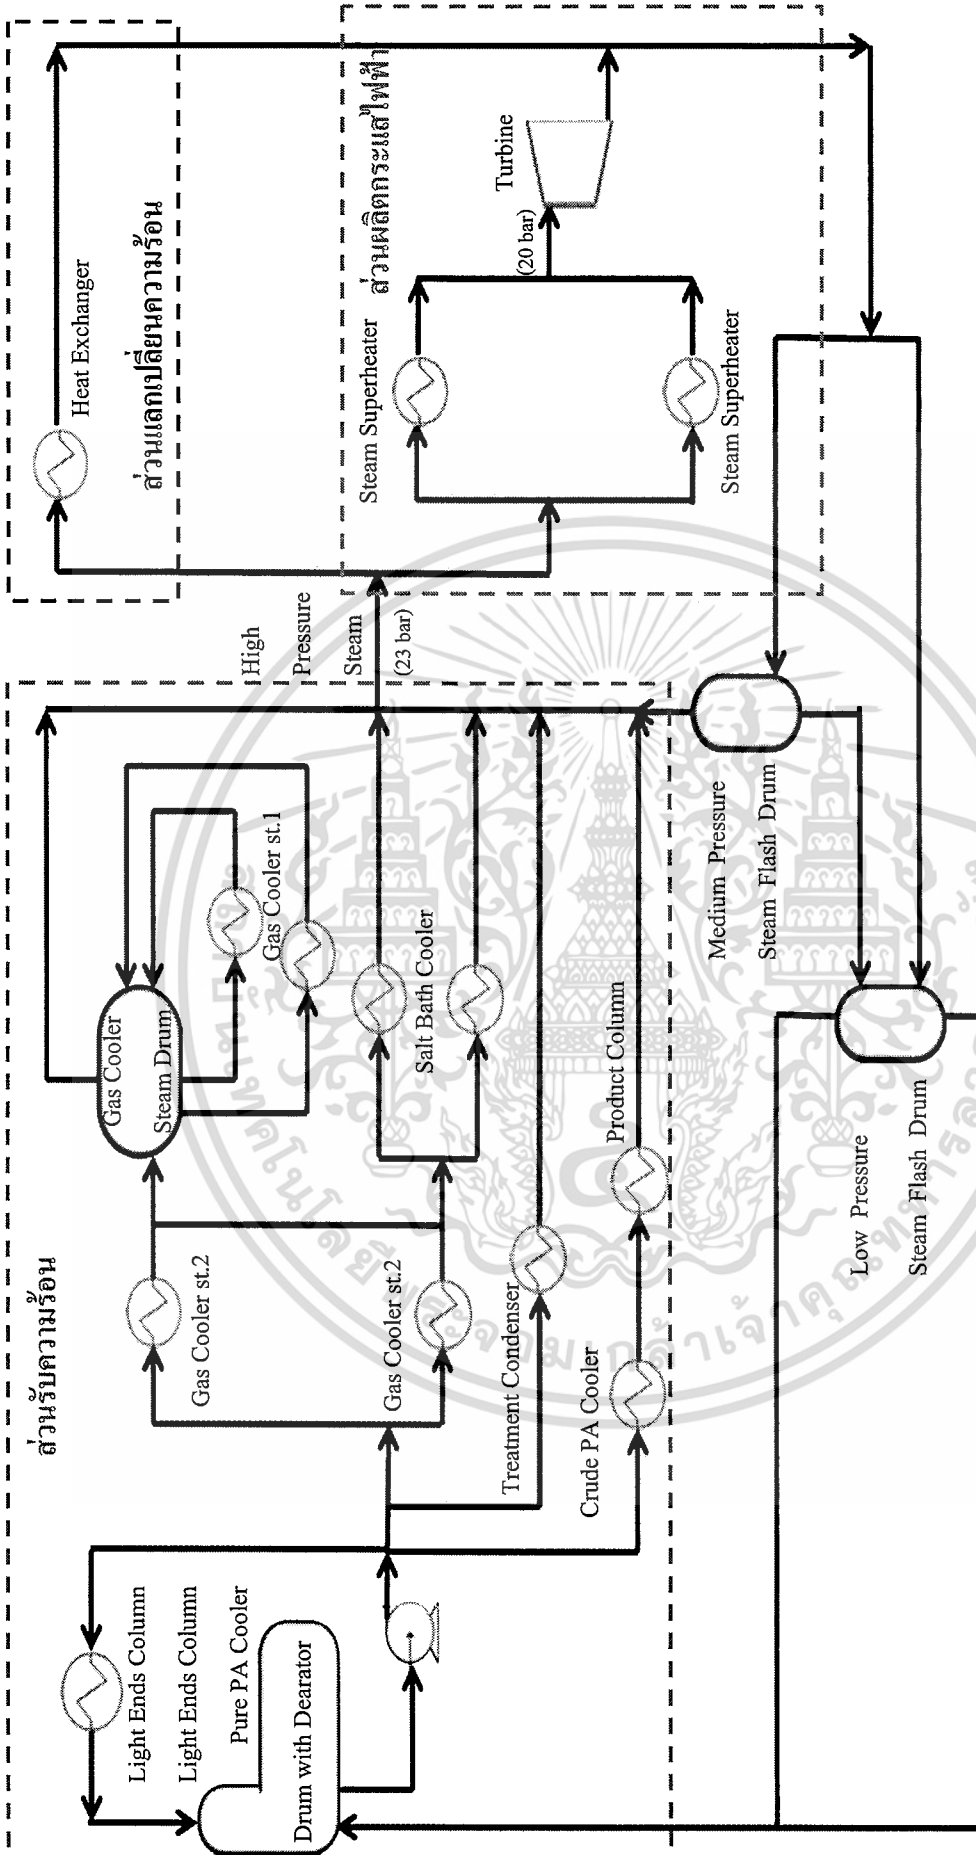 ส่วนรับความร้อน
Light Ends Column
Light Ends Column
Pure PA Cooler
Drum with Dearator
Gas Cooler st.2
Gas Cooler st.2
Treatment Condenser
Crude PA Cooler
Gas Cooler
Steam Drum
Gas Cooler st.1
Salt Bath Cooler
Product Column
High
Pressure
Steam
(23 bar)
Heat Exchanger
ส่วนแลกเปลี่ยนความร้อน
ส่วนผลิตกระแสไฟฟ้า
Steam Superheater
Steam Superheater
(20 bar)
Turbine
Medium Pressure
Steam Flash Drum
Low Pressure
Steam Flash Drum